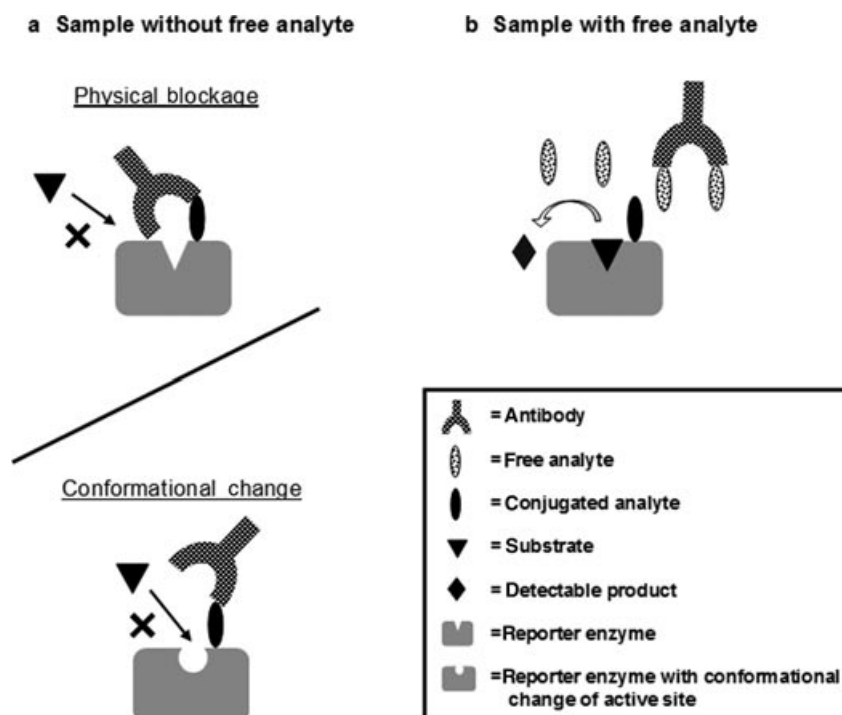 a Sample without free analyte
b Sample with free analyte
Physical blockage
Conformational change
= Antibody
= Free analyte
= Conjugated analyte
= Substrate
= Detectable product
= Reporter enzyme
= Reporter enzyme with conformational
change of active site